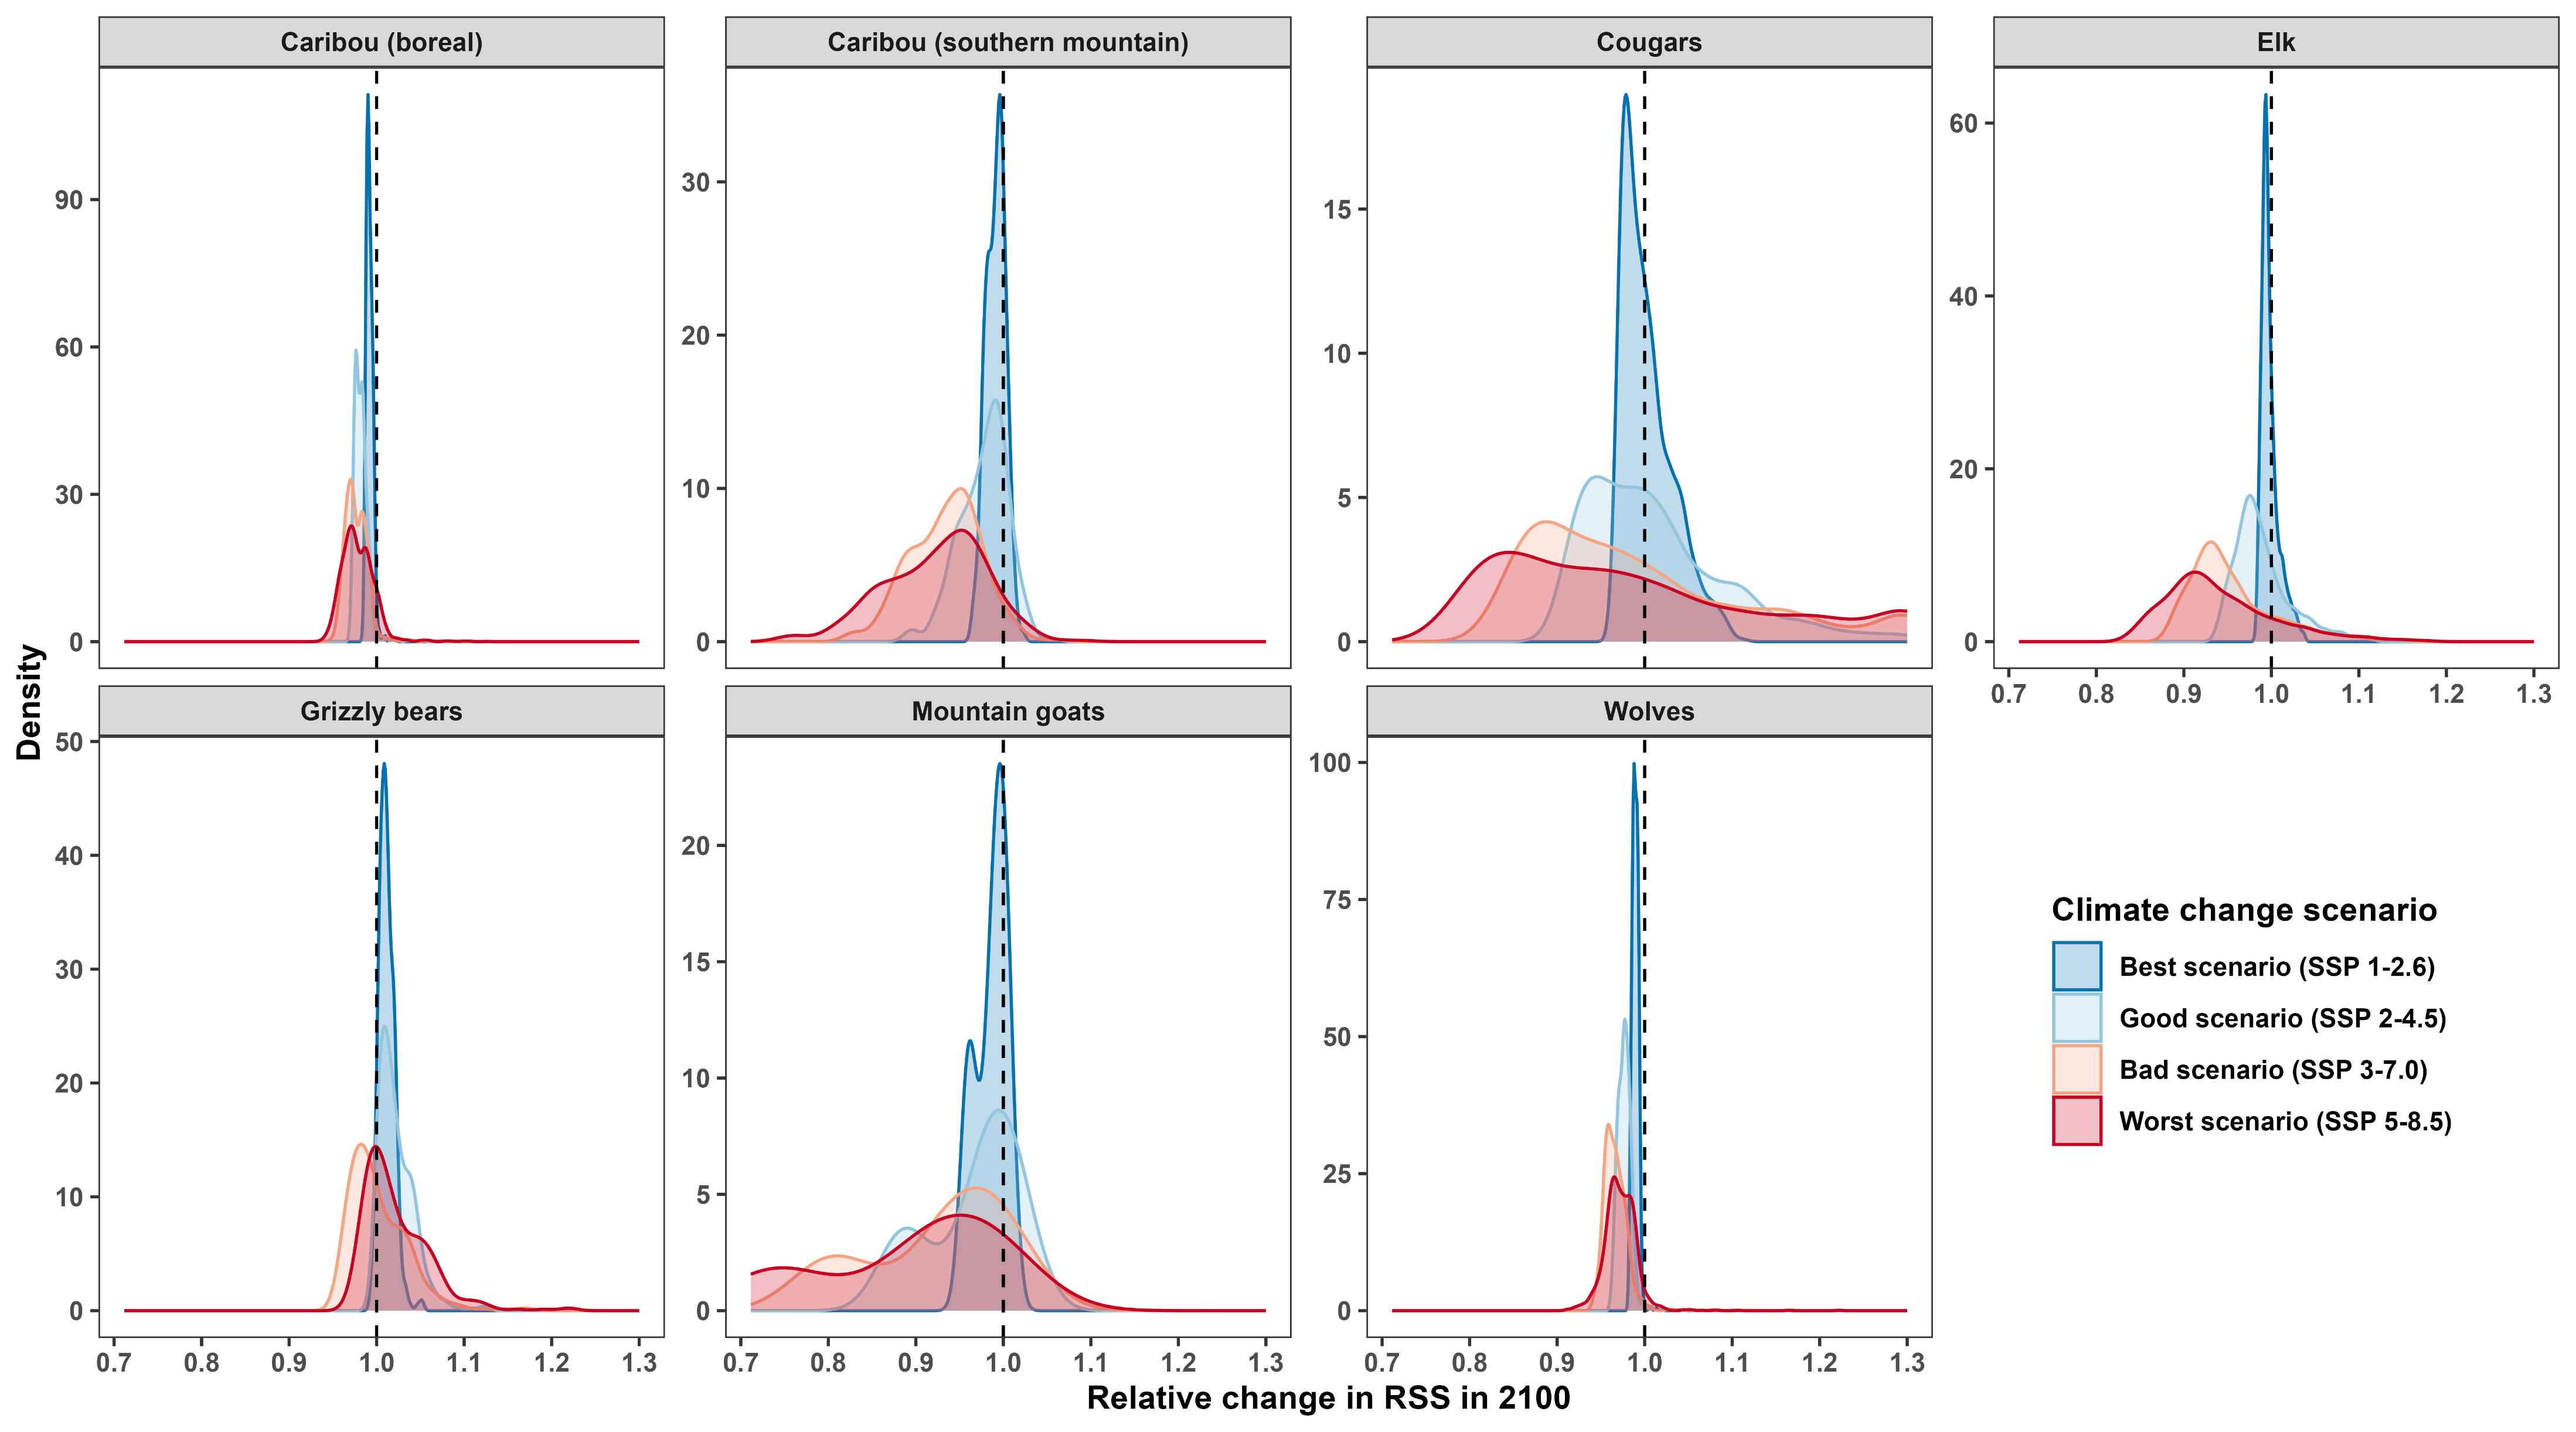 Caribou (boreal)
Caribou (southern mountain)
Cougars
Elk
90
60
30
0
30
20
10
0
15
10
5
0
60
40
20
0
0.7 0.8 0.9 1.0 1.1 1.2 1.3
Density
Grizzly bears
Mountain goats
Wolves
50
40
30
20
10
0
20
15
10
5
0
100
75
50
25
0
0.7 0.8 0.9 1.0 1.1 1.2 1.3
0.7 0.8 0.9 1.0 1.1 1.2 1.3
0.7 0.8 0.9 1.0 1.1 1.2 1.3
Relative change in RSS in 2100
Climate change scenario
Best scenario (SSP 1-2.6)
Good scenario (SSP 2-4.5)
Bad scenario (SSP 3-7.0)
Worst scenario (SSP 5-8.5)